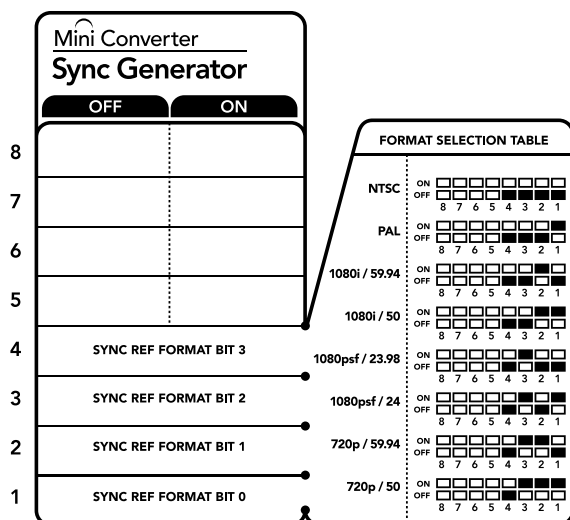 Mini Converter
Sync Generator
OFF ON
8
7
6
5
4 SYNC REF FORMAT BIT 3
3 SYNC REF FORMAT BIT 2
2 SYNC REF FORMAT BIT 1
1 SYNC REF FORMAT BIT 0
FORMAT SELECTION TABLE
NTSC ON
OFF
8 7 6 5 4 3 2 1
PAL ON
OFF
8 7 6 5 4 3 2 1
1080i / 59.94 ON
OFF
8 7 6 5 4 3 2 1
1080i / 50 ON
OFF
8 7 6 5 4 3 2 1
1080psf / 23.98 ON
OFF
8 7 6 5 4 3 2 1
1080psf / 24 ON
OFF
8 7 6 5 4 3 2 1
720p / 59.94 ON
OFF
8 7 6 5 4 3 2 1
720p / 50 ON
OFF
8 7 6 5 4 3 2 1